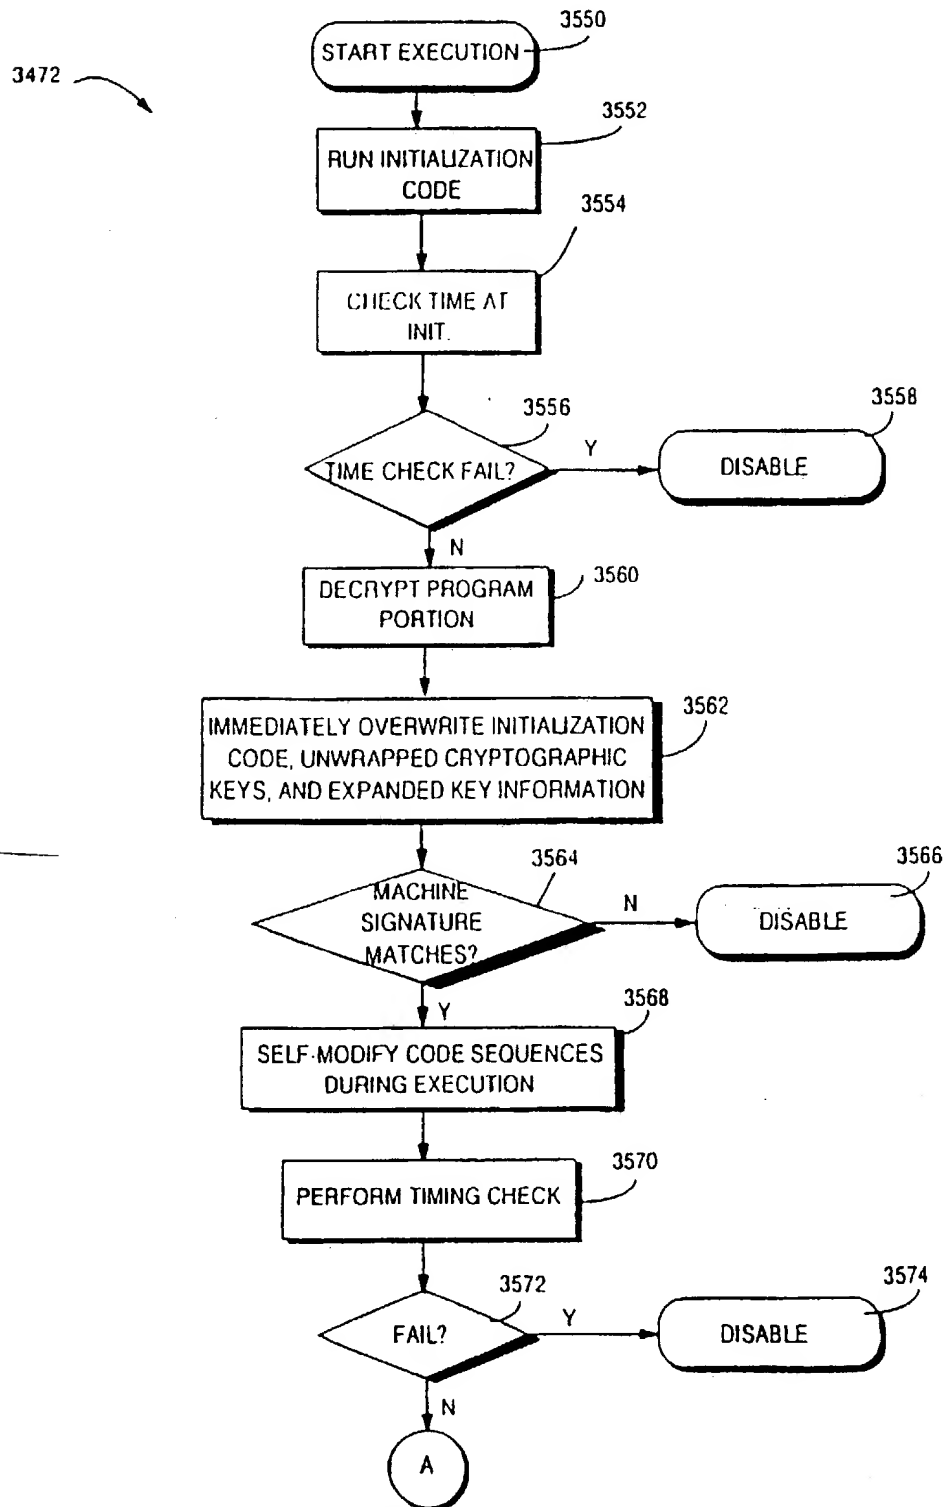 3550
START EXECUTION
3472
3552
RUN INITIALIZATION
CODE
3554
CHECK TIME AT
INIT.
3556
3558
TIME CHECK FAIL?
Y
DISABLE
N
3560
DECRYPT PROGRAM
PORTION
3562
IMMEDIATELY OVERWRITE INITIALIZATION
CODE, UNWRAPPED CRYPTOGRAPHIC
KEYS, AND EXPANDED KEY INFORMATION
3564
3566
MACHINE
SIGNATURE
MATCHES?
N
DISABLE
Y
3568
SELF-MODIFY CODE SEQUENCES
DURING EXECUTION
3570
PERFORM TIMING CHECK
3572
3574
FAIL?
Y
DISABLE
N
A